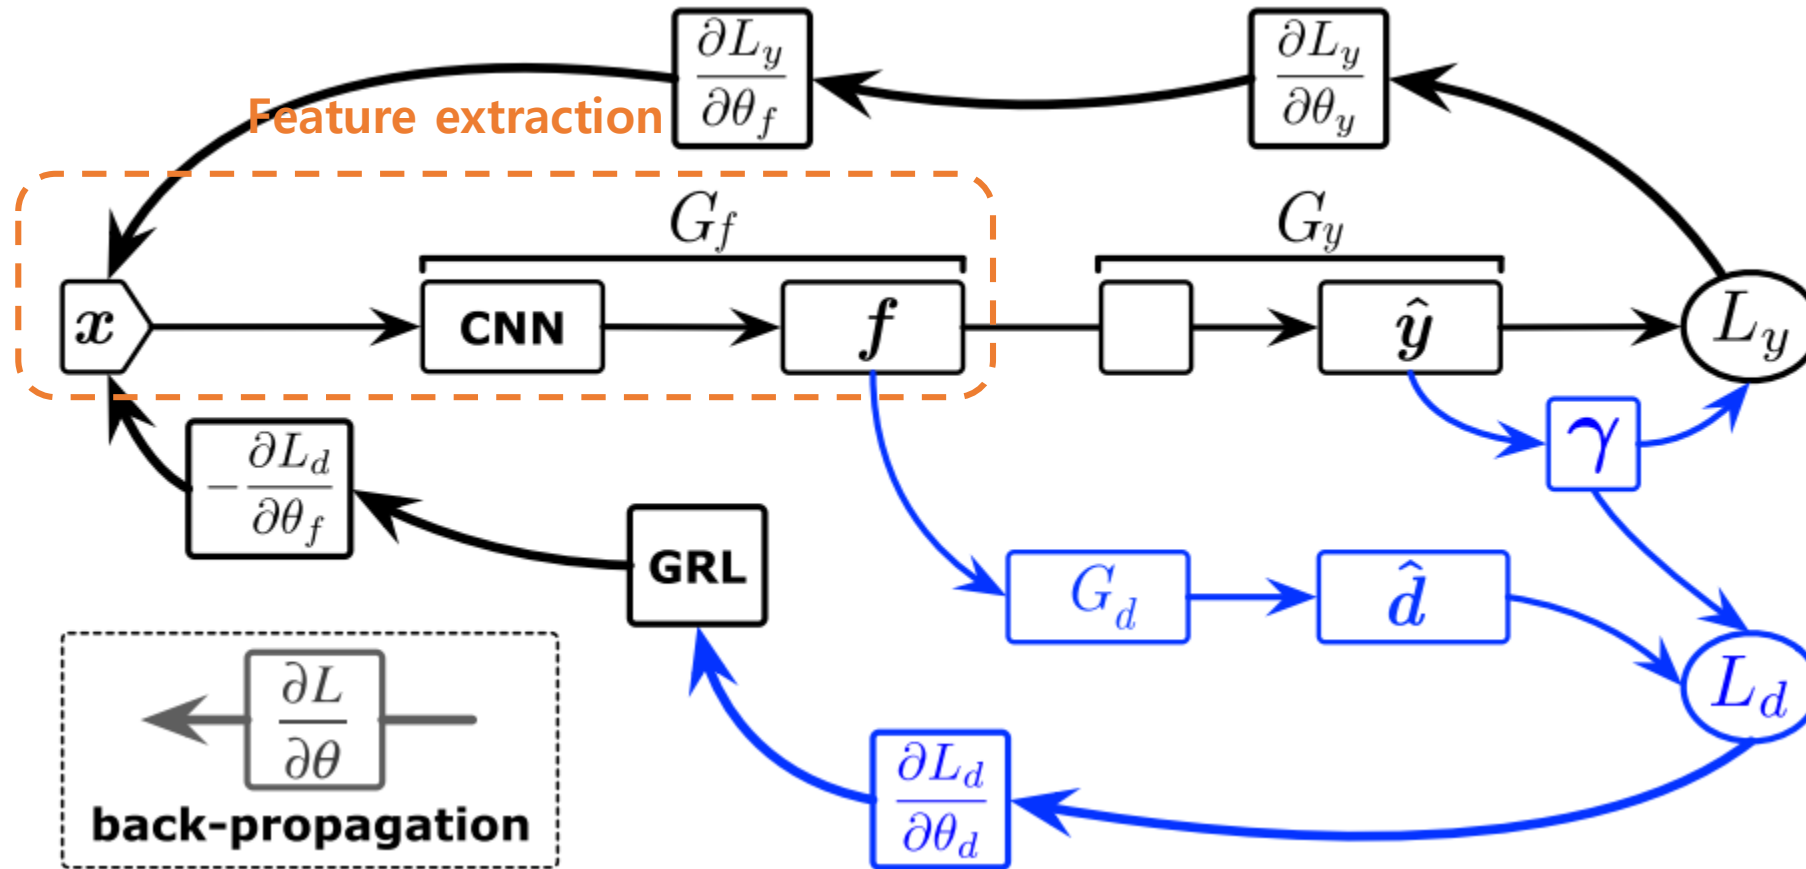 ∂L_y/∂θ_f
∂L_y/∂θ_y
Feature extraction
G_f
G_y
x
CNN
f
ŷ
L_y
γ
-∂L_d/∂θ_f
GRL
G_d
d̂
L_d
∂L/∂θ
back-propagation
∂L_d/∂θ_d